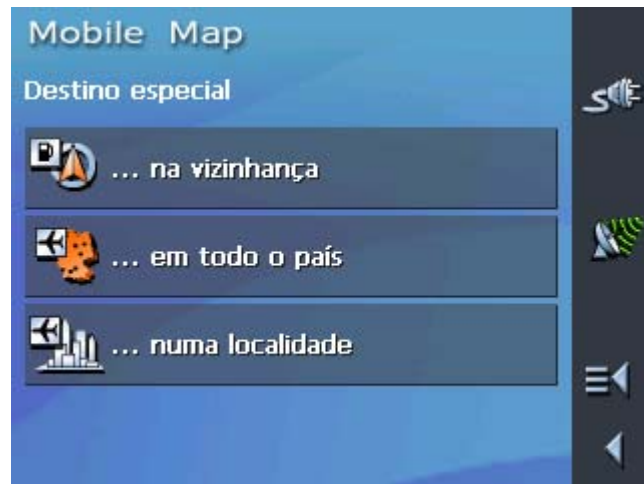 Mobile Map
Destino especial
... na vizinhança
... em todo o país
... numa localidade